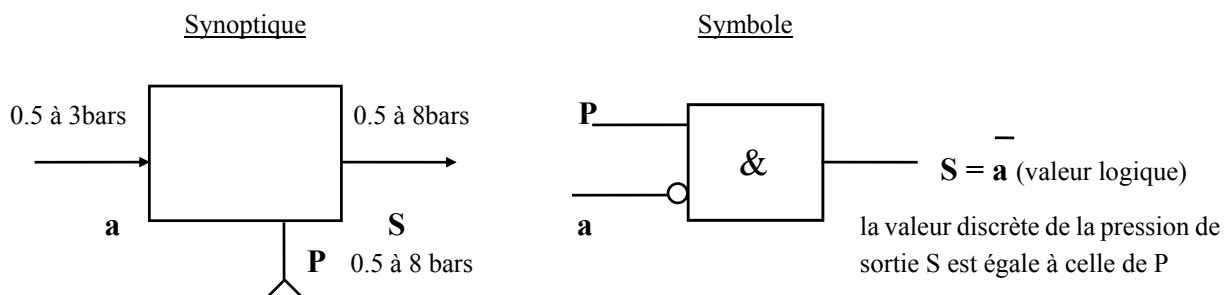 Synoptique
0.5 à 3bars
0.5 à 8bars
a
S
P 0.5 à 8 bars
Symbole
P
a
&
S = a̅ (valeur logique)
la valeur discrète de la pression de
sortie S est égale à celle de P